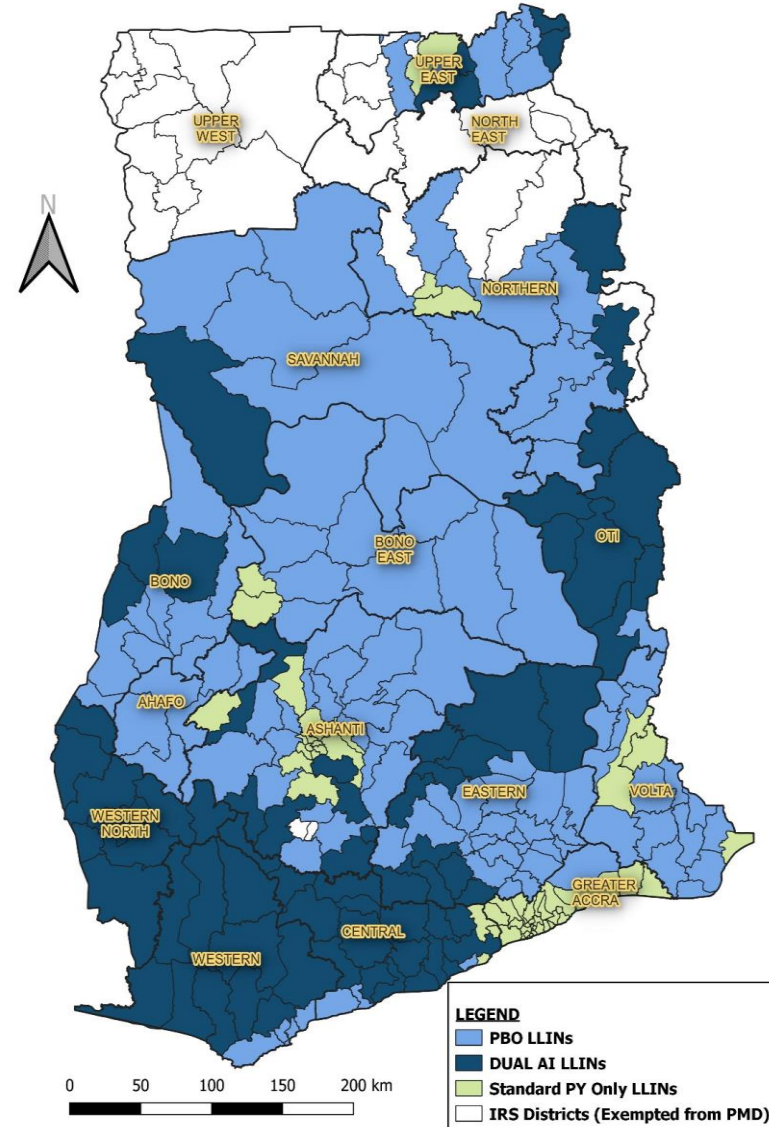 UPPER
EAST
UPPER
WEST
NORTH
EAST
N
NORTHERN
SAVANNAH
OTI
BONO
EAST
BONO
AHAFO
ASHANTI
EASTERN
VOLTA
WESTERN
NORTH
GREATER
ACCRA
CENTRAL
WESTERN
LEGEND
PBO LLINs
DUAL AI LLINs
Standard PY Only LLINs
IRS Districts (Exempted from PMD)
0 50 100 150 200 km